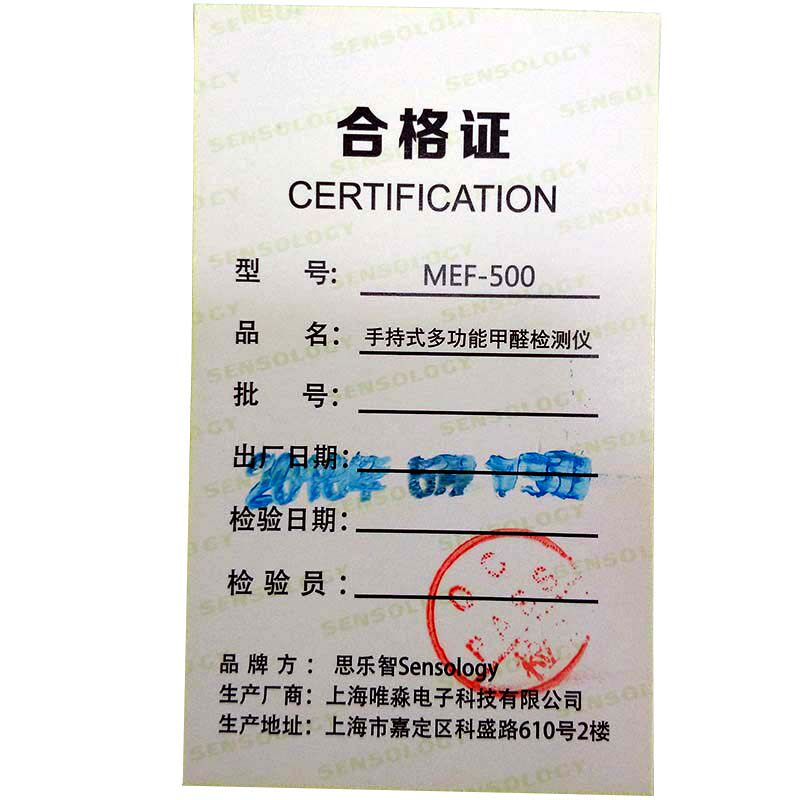 合格证
CERTIFICATION
型 号: MEF-500
品 名: 手持式多功能甲醛检测仪
批 号:
出厂日期:
检验日期:
检 验 员 :
QC
PASS
检
品 牌 方 : 思乐智Sensology
生产厂商: 上海唯淼电子科技有限公司
生产地址: 上海市嘉定区科盛路610号2楼
SENSOLOGY